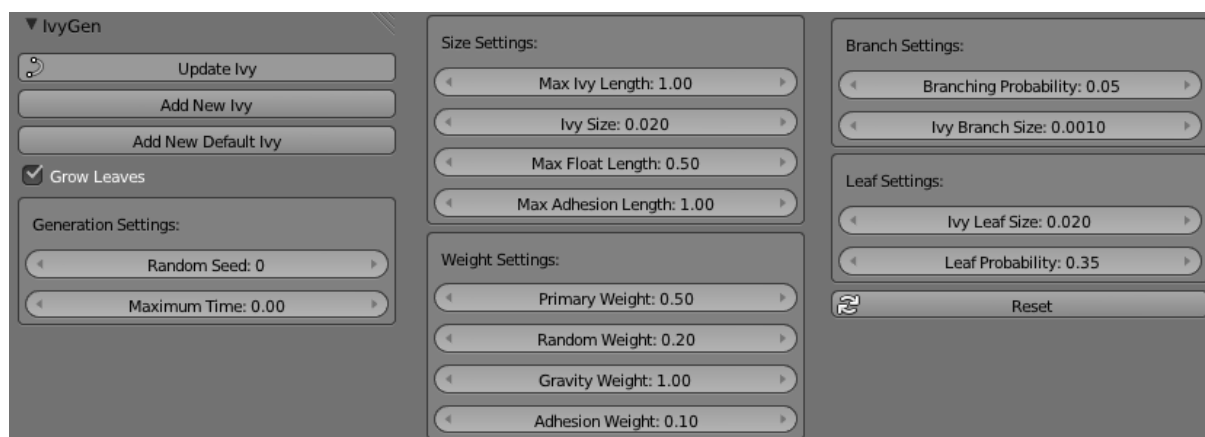 IvyGen
Update Ivy
Add New Ivy
Add New Default Ivy
Grow Leaves
Generation Settings:
Random Seed: 0
Maximum Time: 0.00
Size Settings:
Max Ivy Length: 1.00
Ivy Size: 0.020
Max Float Length: 0.50
Max Adhesion Length: 1.00
Weight Settings:
Primary Weight: 0.50
Random Weight: 0.20
Gravity Weight: 1.00
Adhesion Weight: 0.10
Branch Settings:
Branching Probability: 0.05
Ivy Branch Size: 0.0010
Leaf Settings:
Ivy Leaf Size: 0.020
Leaf Probability: 0.35
Reset